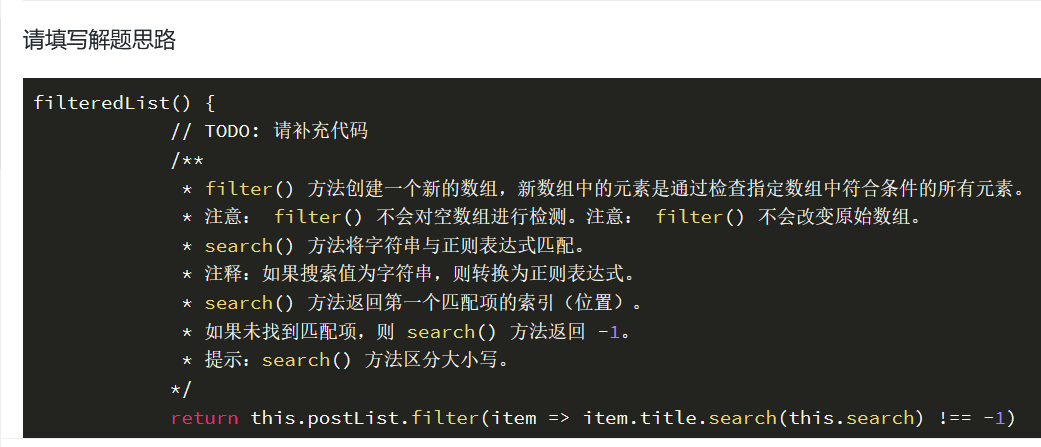 请填写解题思路
filteredList() {
// TODO: 请补充代码
/**
* filter() 方法创建一个新的数组，新数组中的元素是通过检查指定数组中符合条件的所有元素。
* 注意： filter() 不会对空数组进行检测。注意： filter() 不会改变原始数组。
* search() 方法将字符串与正则表达式匹配。
* 注释：如果搜索值为字符串，则转换为正则表达式。
* search() 方法返回第一个匹配项的索引（位置）。
* 如果未找到匹配项，则 search() 方法返回 -1。
* 提示：search() 方法区分大小写。
*/
return this.postList.filter(item => item.title.search(this.search) !== -1)